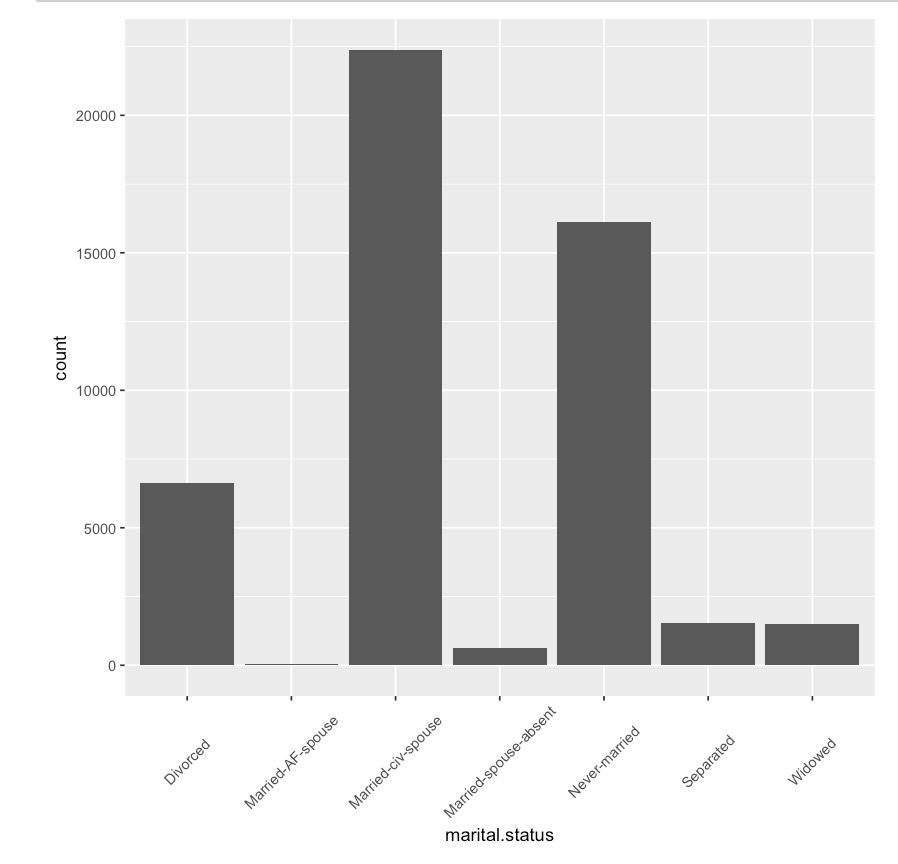 20000
15000
10000
5000
0
count
Divorced
Married-AF-spouse
Married-civ-spouse
Married-spouse-absent
Never-married
Separated
Widowed
marital.status